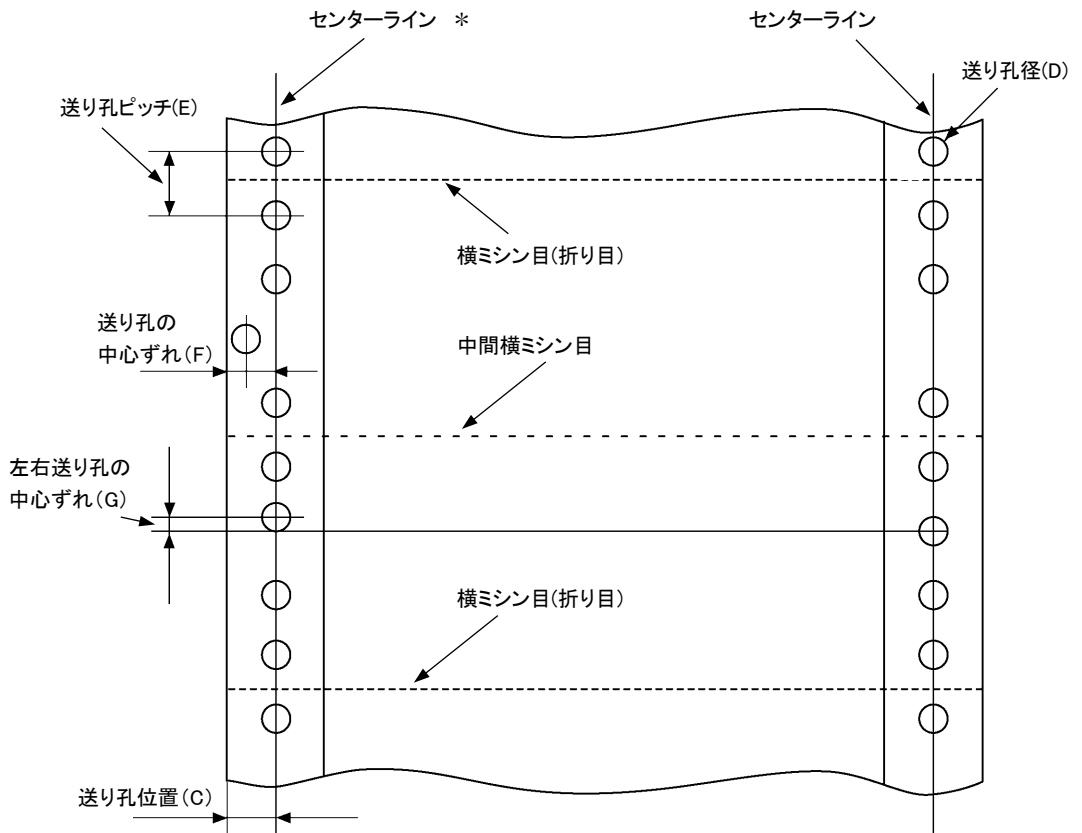 センターライン ＊
センターライン
送り孔径(D)
送り孔ピッチ(E)
横ミシン目(折り目)
送り孔の
中心ずれ(F)
中間横ミシン目
左右送り孔の
中心ずれ(G)
横ミシン目(折り目)
送り孔位置(C)